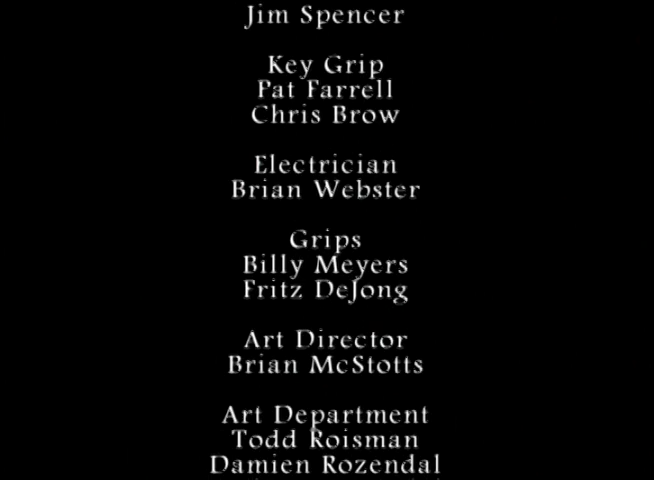 Jim Spencer
Key Grip
Pat Farrell
Chris Brow
Electrician
Brian Webster
Grips
Billy Meyers
Fritz DeJong
Art Director
Brian McStotts
Art Department
Todd Roisman
Damien Rozendal